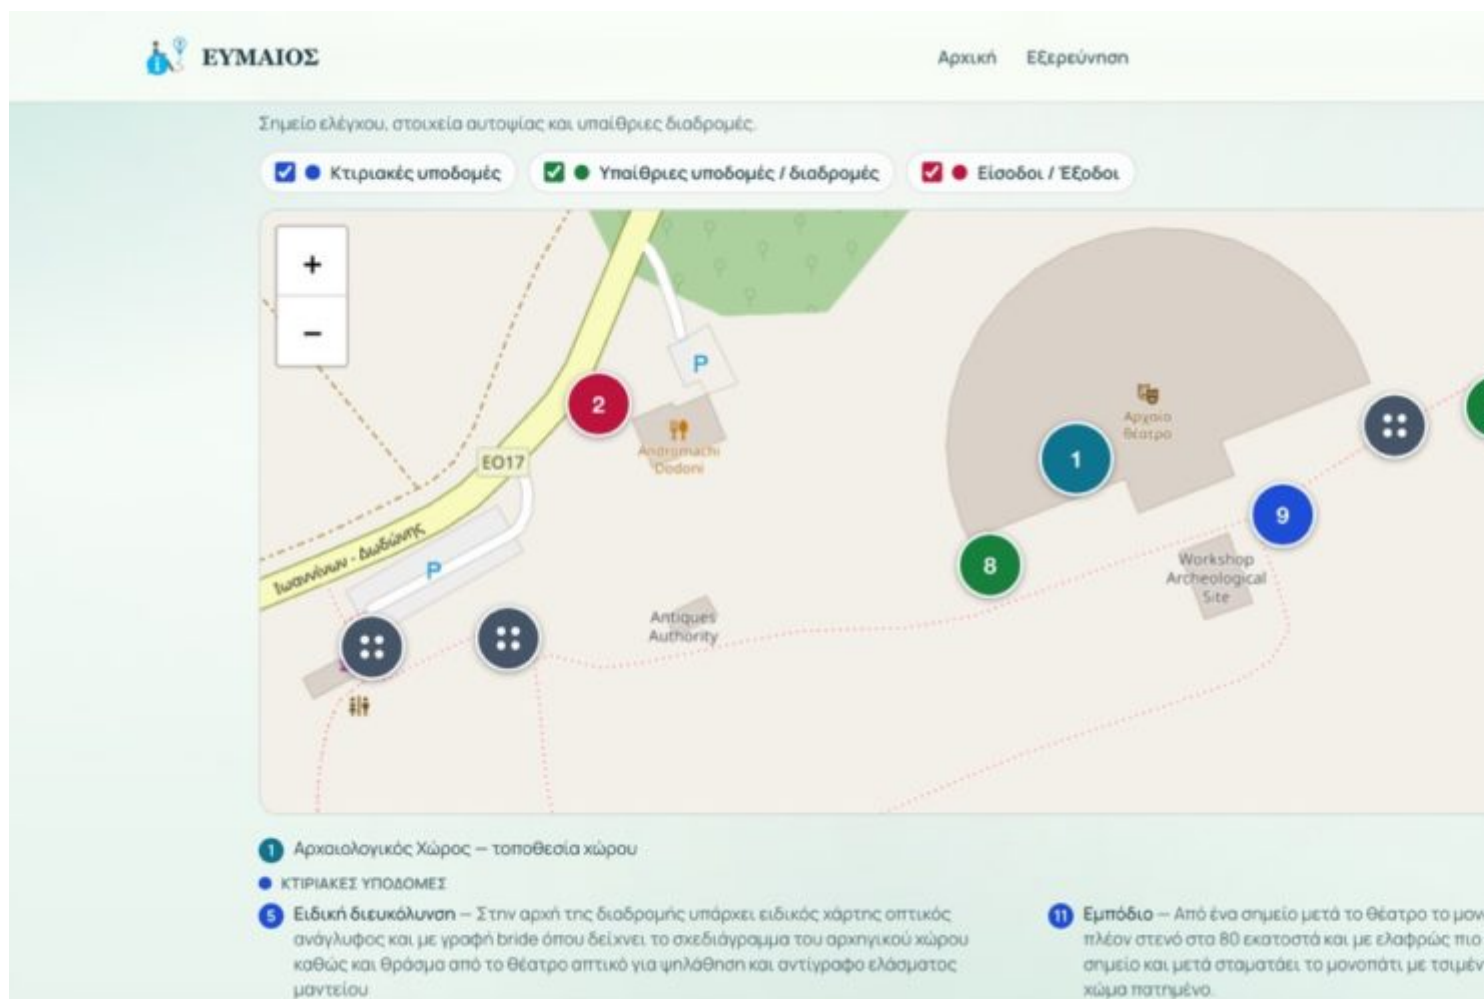 ΕΥΜΑΙΟΣ
Αρχική Εξερεύνηση
Σημείο ελέγχου, στοιχεία αυτοψίας και υπαίθριες διαδρομές.
Κτιριακές υποδομές Υπαίθριες υποδομές / διαδρομές Είσοδοι / Έξοδοι
+
−
P
2
Andromachi
Dodoni
ΕΟ17
Αρχαίο
θέατρο
1
9
8
Ιωαννίνων - Δωδώνης
P
Workshop
Archeological
Site
Antiques
Authority
1 Αρχαιολογικός Χώρος — τοποθεσία χώρου
ΚΤΙΡΙΑΚΕΣ ΥΠΟΔΟΜΕΣ
5 Ειδική διευκόλυνση — Στην αρχή της διαδρομής υπάρχει ειδικός χάρτης οπτικός
ανάγλυφος και με γραφή bride όπου δείχνει το σχεδιάγραμμα του αρχηγικού χώρου
καθώς και θράσμα από το θέατρο απτικό για ψηλάθηση και αντίγραφο ελάσματος
μαντείου
11 Εμπόδιο — Από ένα σημείο μετά το θέατρο το μον
πλέον στενό στα 80 εκατοστά και με ελαφρώς πιο
σημείο και μετά σταματάει το μονοπάτι με τσιμέν
χώμα πατημένο.